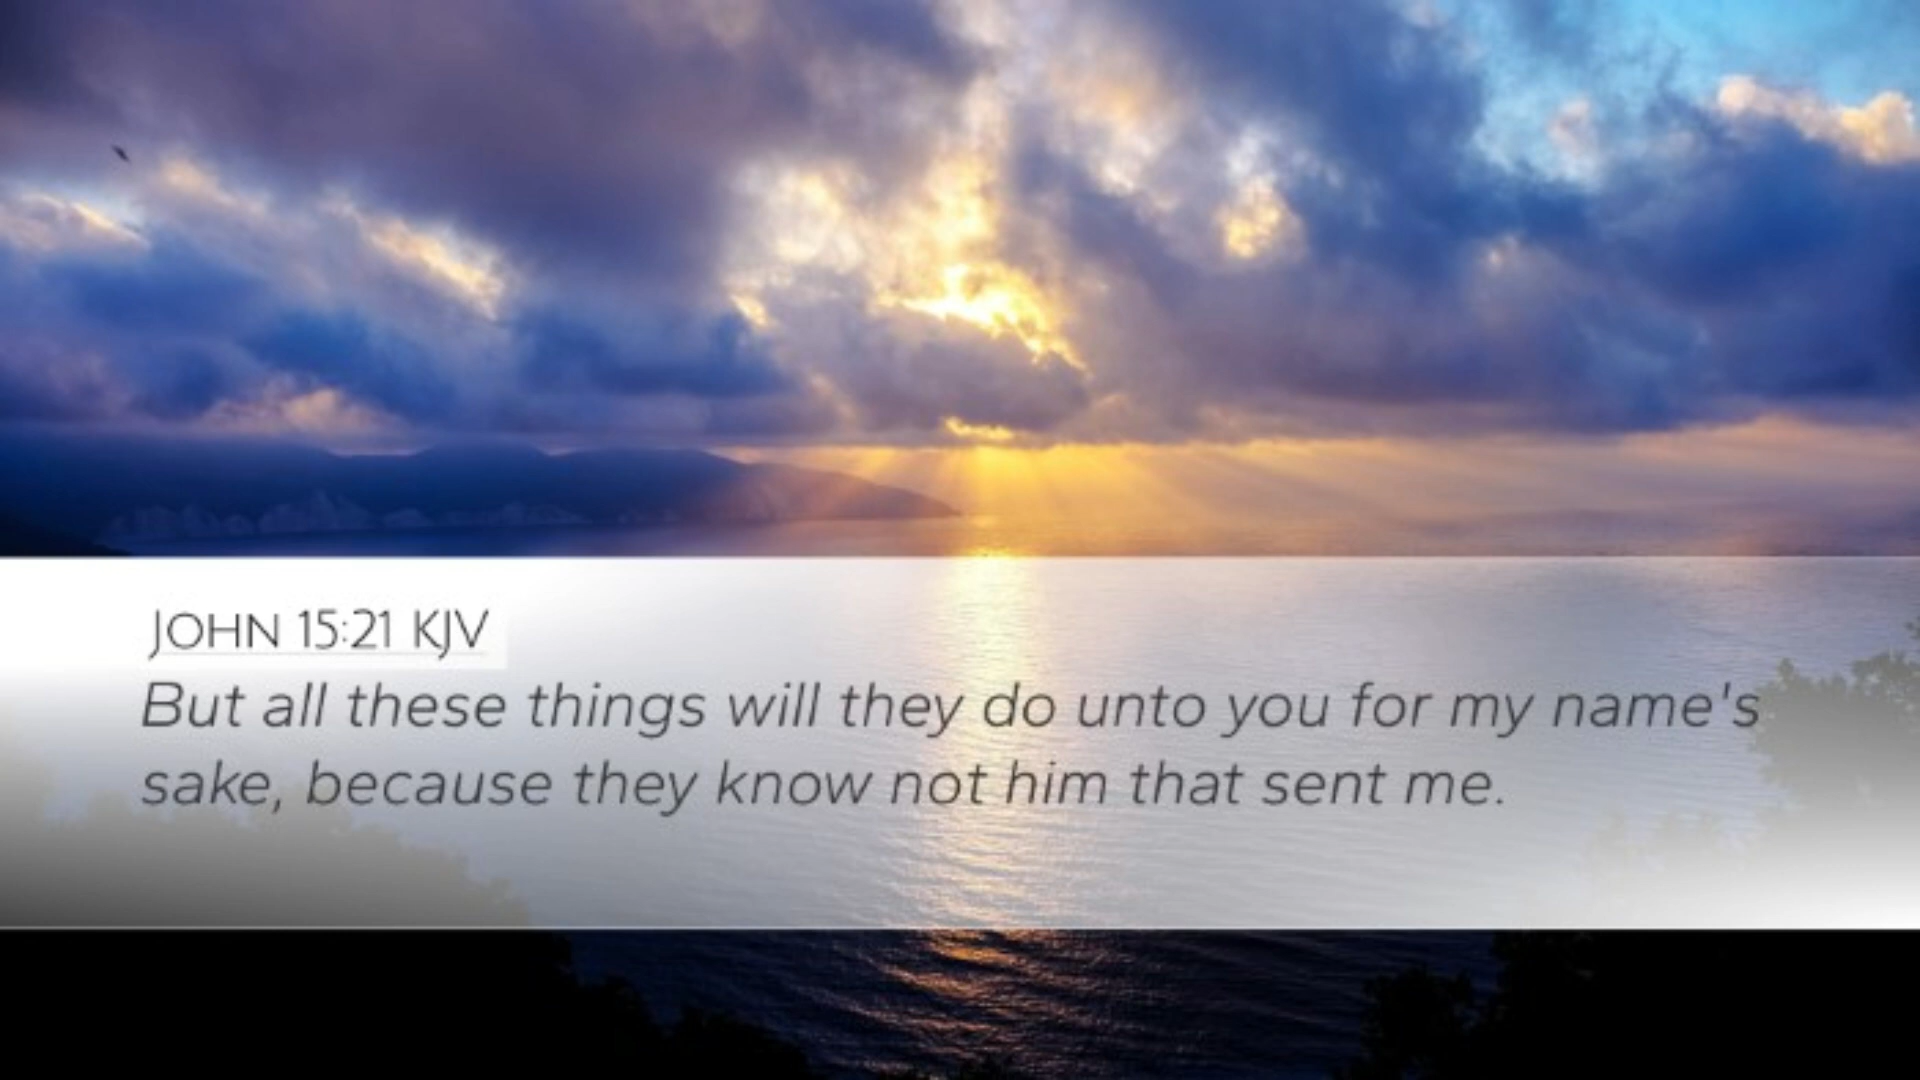 JOHN 15:21 KJV
But all these things will they do unto you for my name's
sake, because they know not him that sent me.